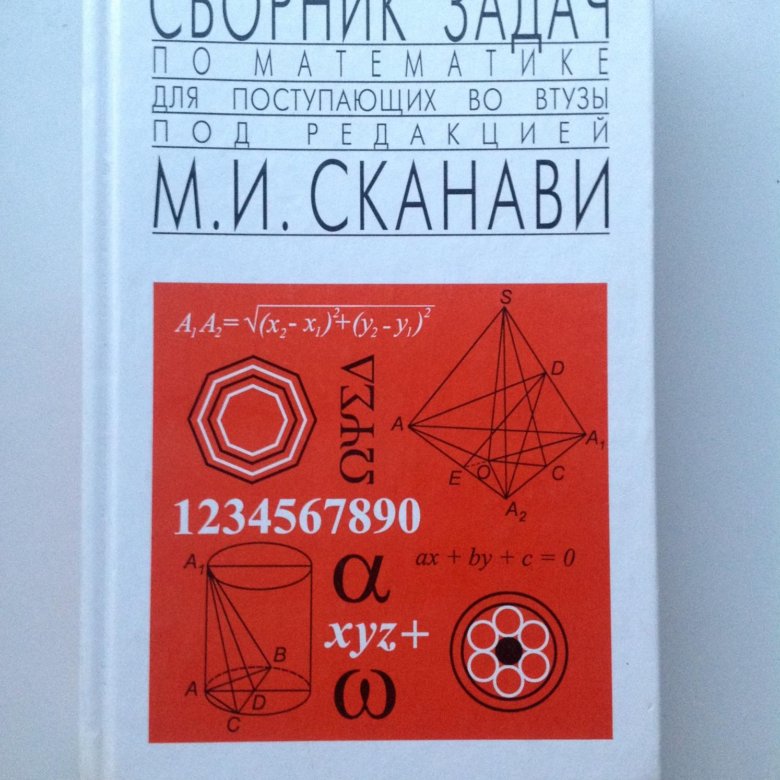 СБОРНИК ЗАДАЧ
ПО МАТЕМАТИКЕ
ДЛЯ ПОСТУПАЮЩИХ ВО ВТУЗЫ
ПОД РЕДАКЦИЕЙ
М.И. СКАНАВИ
A₁A₂=√(x₂-x₁)²+(y₂-y₁)²
S
D
A
A₁
E
O
C
A₂
ΩΨΣΔ
1234567890
A₁
α
ax + by + c = 0
xyz+
B
A
D
C
ω